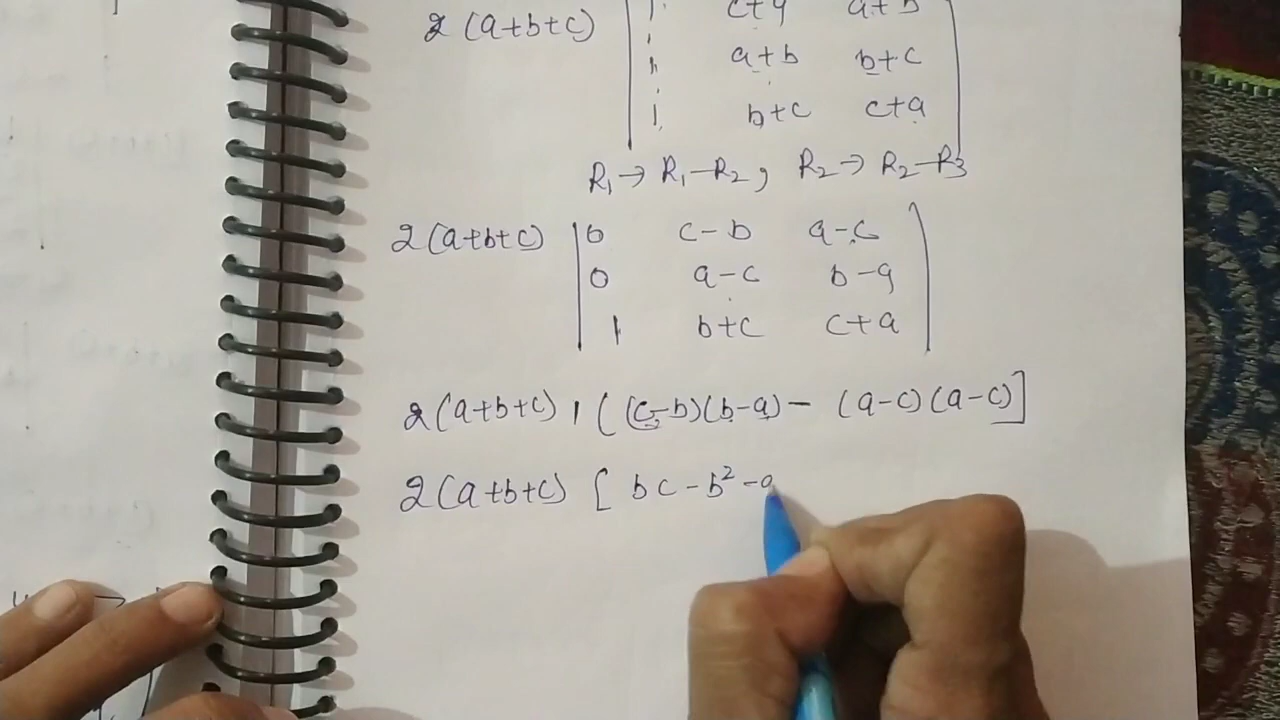 2 (a+b+c) | 1 c+a a+b |
1 a+b b+c
1 b+c c+a
R₁ → R₁-R₂, R₂ → R₂-R₃
2(a+b+c) | 0 c-b a-c |
0 a-c b-a
1 b+c c+a
2(a+b+c) 1 ( (c-b)(b-a) - (a-c)(a-c) ]
2(a+b+c) [ bc - b² - a